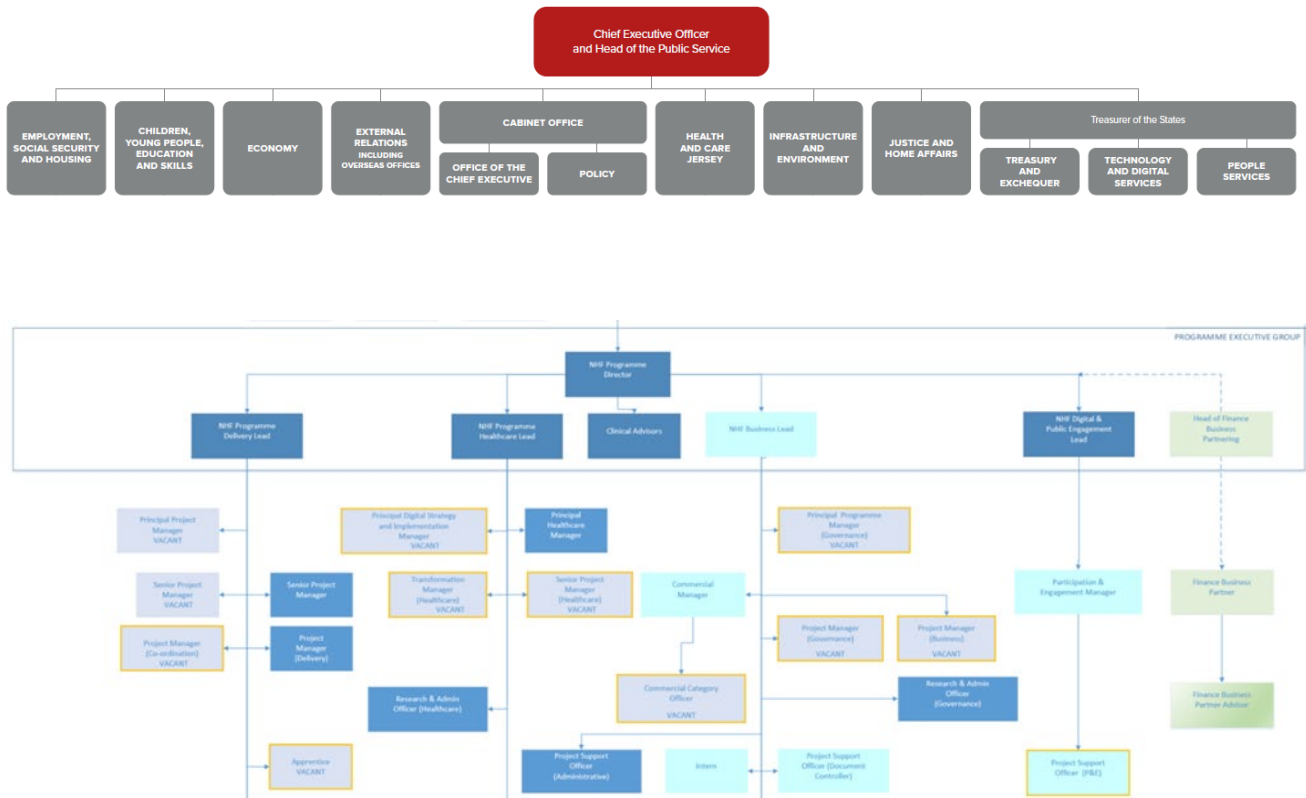 Chief Executive Officer
and Head of the Public Service
EMPLOYMENT,
SOCIAL SECURITY
AND HOUSING
CHILDREN,
YOUNG PEOPLE,
EDUCATION
AND SKILLS
ECONOMY
EXTERNAL
RELATIONS
INCLUDING
OVERSEAS OFFICES
CABINET OFFICE
OFFICE OF THE
CHIEF EXECUTIVE
POLICY
HEALTH
AND CARE
JERSEY
INFRASTRUCTURE
AND
ENVIRONMENT
JUSTICE AND
HOME AFFAIRS
Treasurer of the States
TREASURY
AND
EXCHEQUER
TECHNOLOGY
AND DIGITAL
SERVICES
PEOPLE
SERVICES
PROGRAMME EXECUTIVE GROUP
NHF Programme
Director
NHF Programme
Delivery Lead
NHF Programme
Healthcare Lead
Clinical Advisors
NHF Business Lead
NHF Digital &
Public Engagement
Lead
Head of Finance
Business
Partnering
Principal Project
Manager
VACANT
Principal Digital Strategy
and Implementation
Manager
VACANT
Principal
Healthcare
Manager
Principal Programme
Manager
(Governance)
VACANT
Senior Project
Manager
VACANT
Senior Project
Manager
Transformation
Manager
(Healthcare)
VACANT
Senior Project
Manager
(Healthcare)
VACANT
Commercial
Manager
Participation &
Engagement Manager
Finance Business
Partner
Project Manager
(Co-ordination)
VACANT
Project
Manager
(Delivery)
Project Manager
(Governance)
VACANT
Project Manager
(Business)
VACANT
Research & Admin
Officer (Healthcare)
Commercial Category
Officer
VACANT
Research & Admin
Officer
(Governance)
Finance Business
Partner Advisor
Apprentice
VACANT
Project Support
Officer
(Administrative)
Intern
Project Support
Officer (Document
Controller)
Project Support
Officer (P&E)